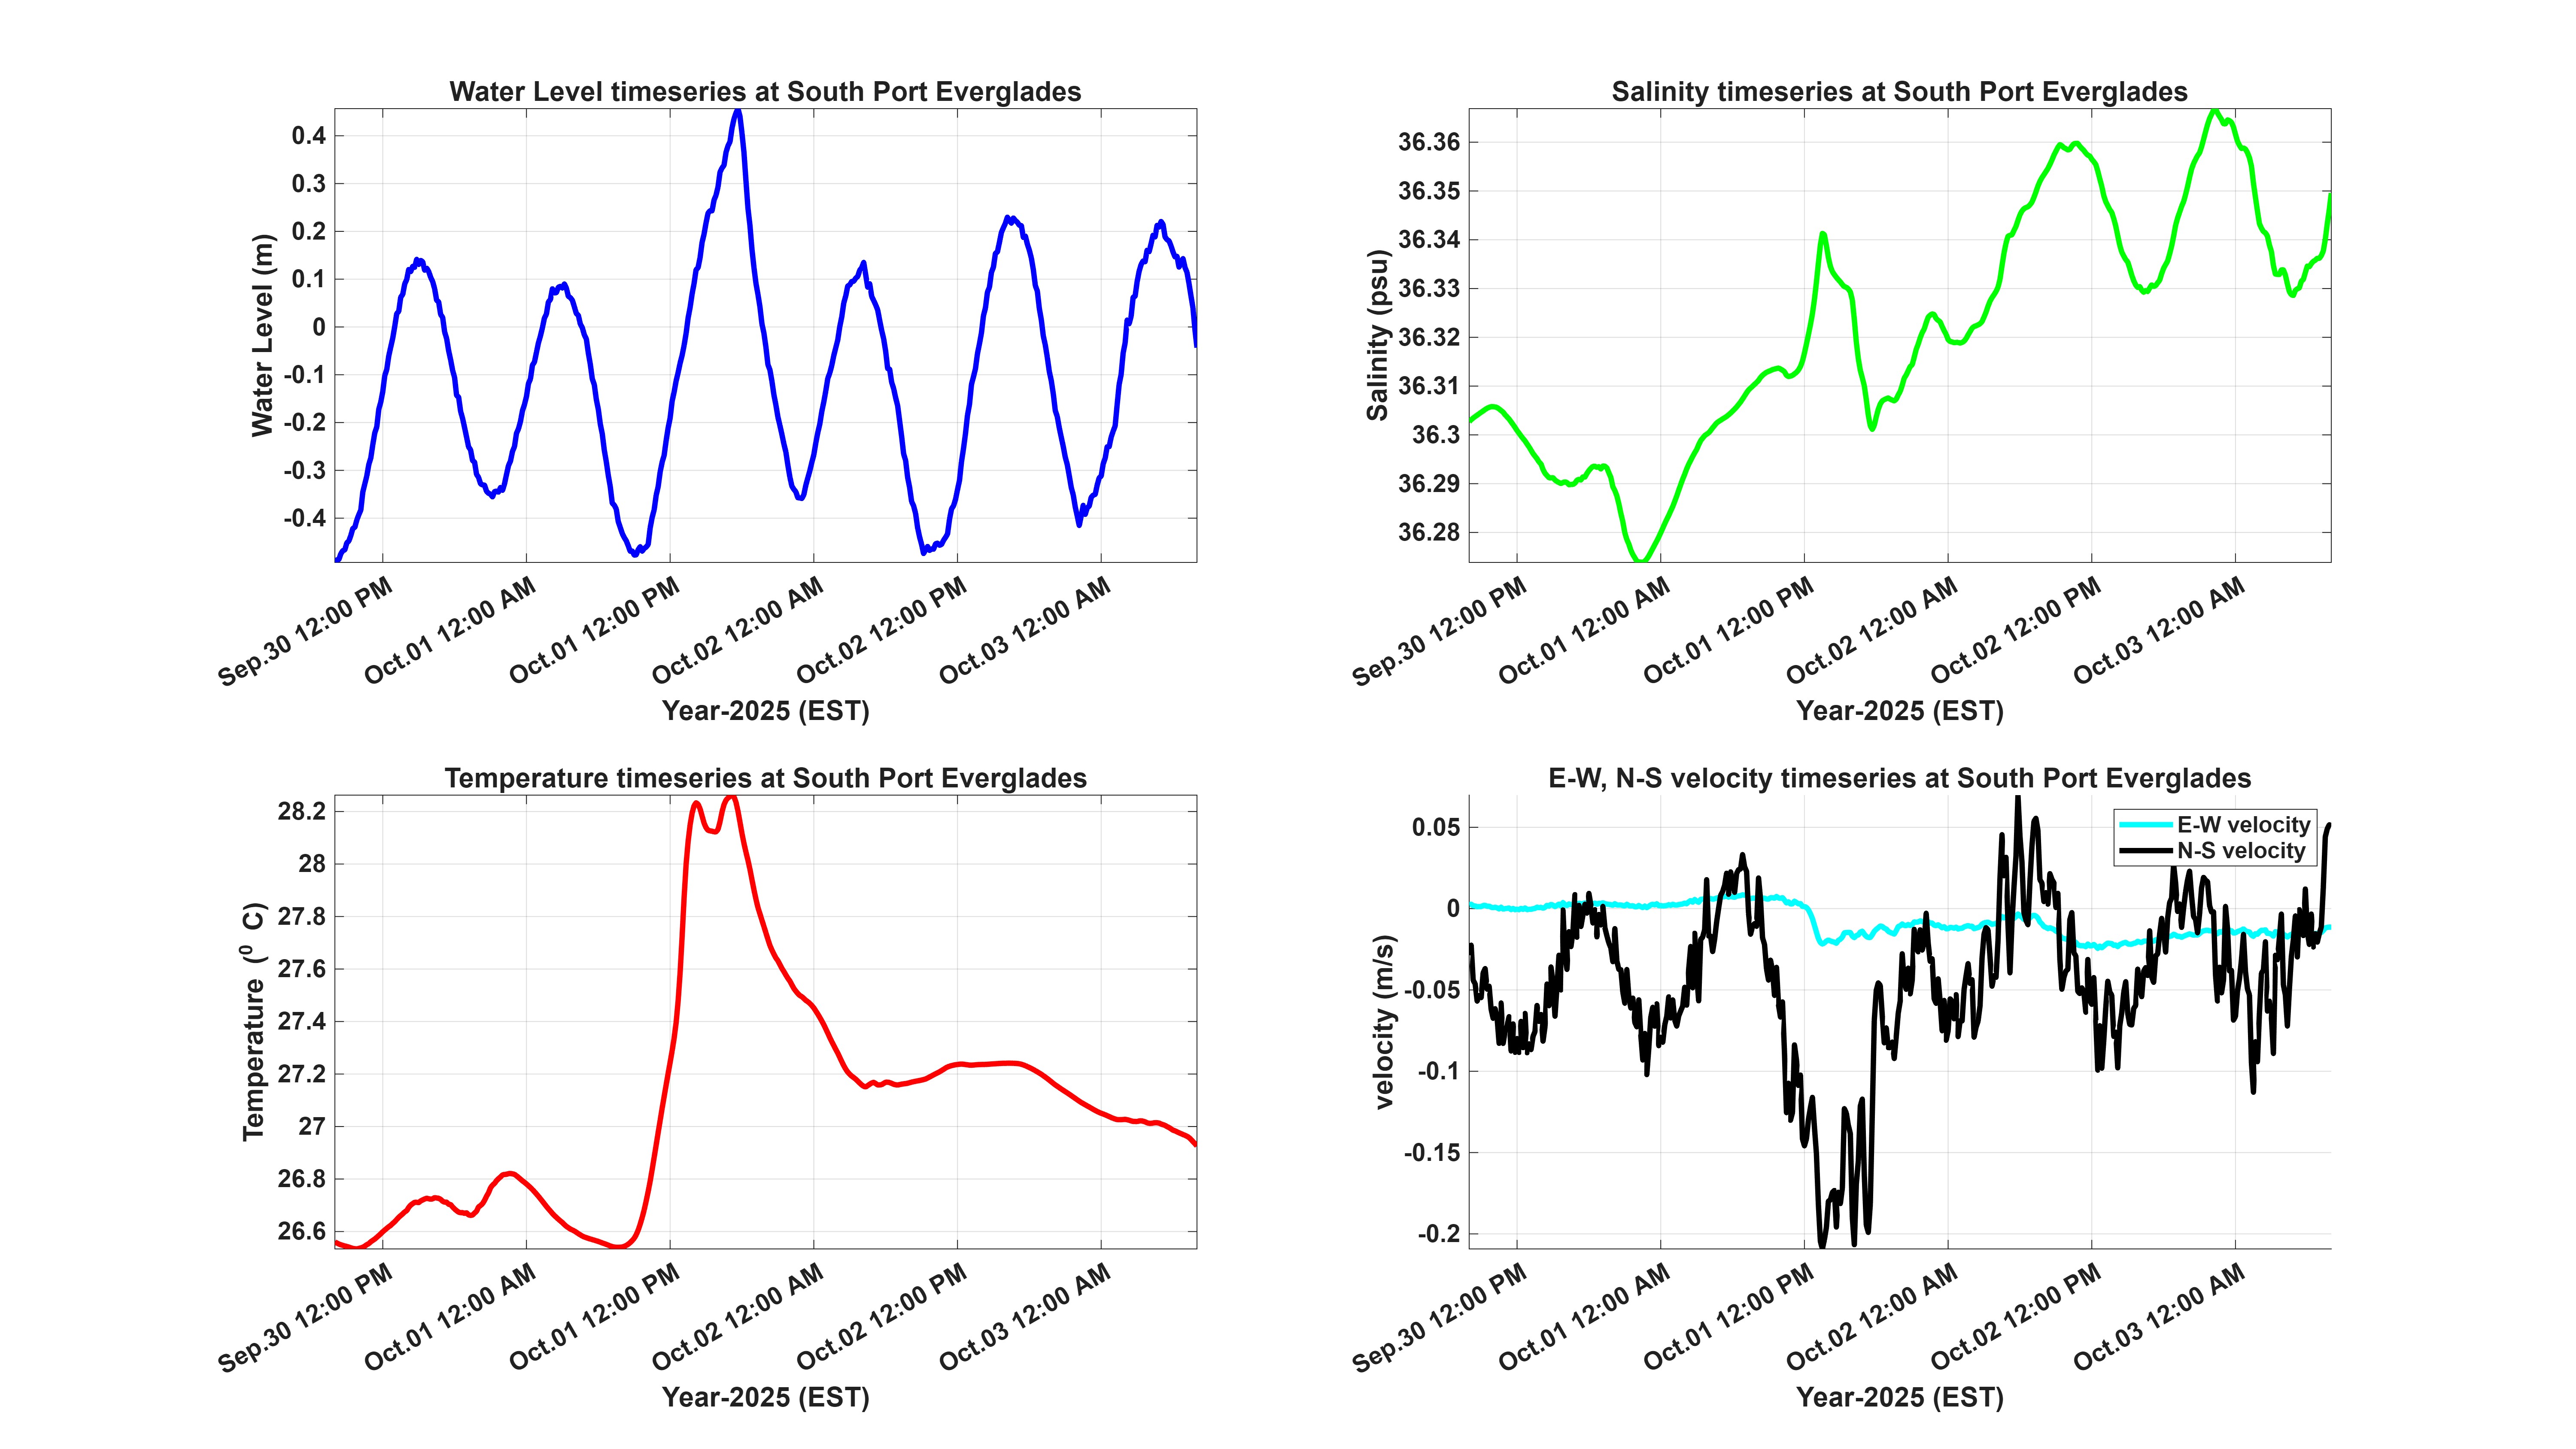 Water Level timeseries at South Port Everglades
Water Level (m)
0.4
0.3
0.2
0.1
0
-0.1
-0.2
-0.3
-0.4
Sep.30 12:00 PM
Oct.01 12:00 AM
Oct.01 12:00 PM
Oct.02 12:00 AM
Oct.02 12:00 PM
Oct.03 12:00 AM
Year-2025 (EST)
Salinity timeseries at South Port Everglades
Salinity (psu)
36.36
36.35
36.34
36.33
36.32
36.31
36.3
36.29
36.28
Sep.30 12:00 PM
Oct.01 12:00 AM
Oct.01 12:00 PM
Oct.02 12:00 AM
Oct.02 12:00 PM
Oct.03 12:00 AM
Year-2025 (EST)
Temperature timeseries at South Port Everglades
Temperature (⁰ C)
28.2
28
27.8
27.6
27.4
27.2
27
26.8
26.6
Sep.30 12:00 PM
Oct.01 12:00 AM
Oct.01 12:00 PM
Oct.02 12:00 AM
Oct.02 12:00 PM
Oct.03 12:00 AM
Year-2025 (EST)
E-W, N-S velocity timeseries at South Port Everglades
velocity (m/s)
0.05
0
-0.05
-0.1
-0.15
-0.2
E-W velocity
N-S velocity
Sep.30 12:00 PM
Oct.01 12:00 AM
Oct.01 12:00 PM
Oct.02 12:00 AM
Oct.02 12:00 PM
Oct.03 12:00 AM
Year-2025 (EST)